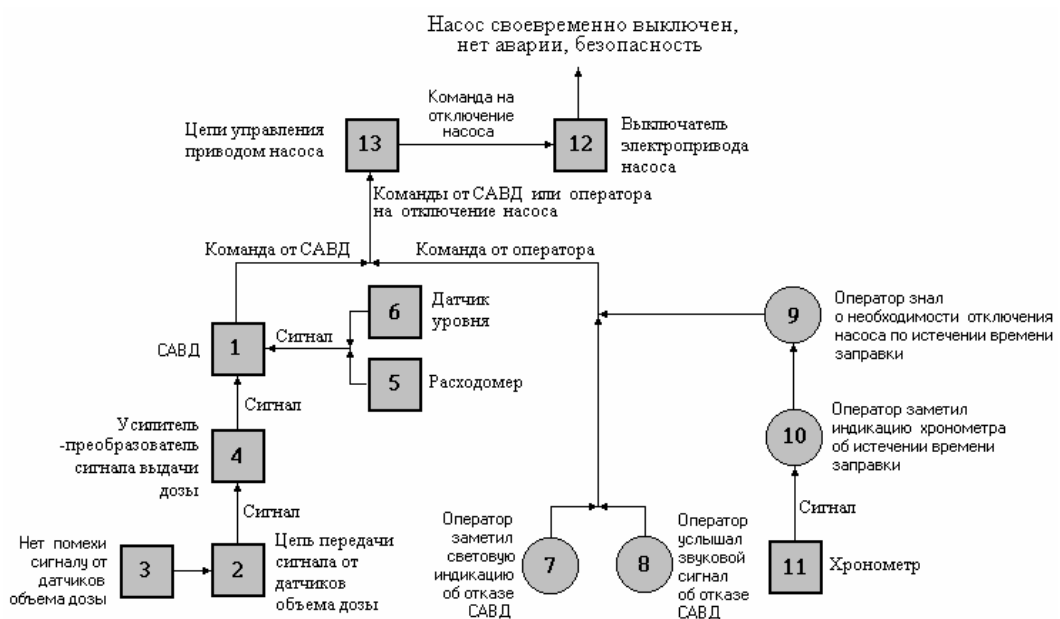 Насос своевременно выключен,
нет аварии, безопасность
Команда на
отключение
насоса
Цепи управления
приводом насоса
13
12
Выключатель
электропривода
насоса
Команды от САВД или оператора
на отключение насоса
Команда от САВД
Команда от оператора
6
Датчик
уровня
9
Оператор знал
о необходимости отключения
насоса по истечении времени
заправки
САВД
1
Сигнал
5
Расходомер
Сигнал
Усилитель
-преобразователь
сигнала выдачи
дозы
4
10
Оператор заметил
индикацию хронометра
об истечении времени
заправки
Сигнал
Сигнал
Нет помехи
сигналу от
датчиков
объема дозы
3
2
Цепь передачи
сигнала от
датчиков
объема дозы
Оператор
заметил
световую
индикацию
об отказе
САВД
7
8
Оператор
услышал
звуковой
сигнал
об отказе
САВД
11
Хронометр